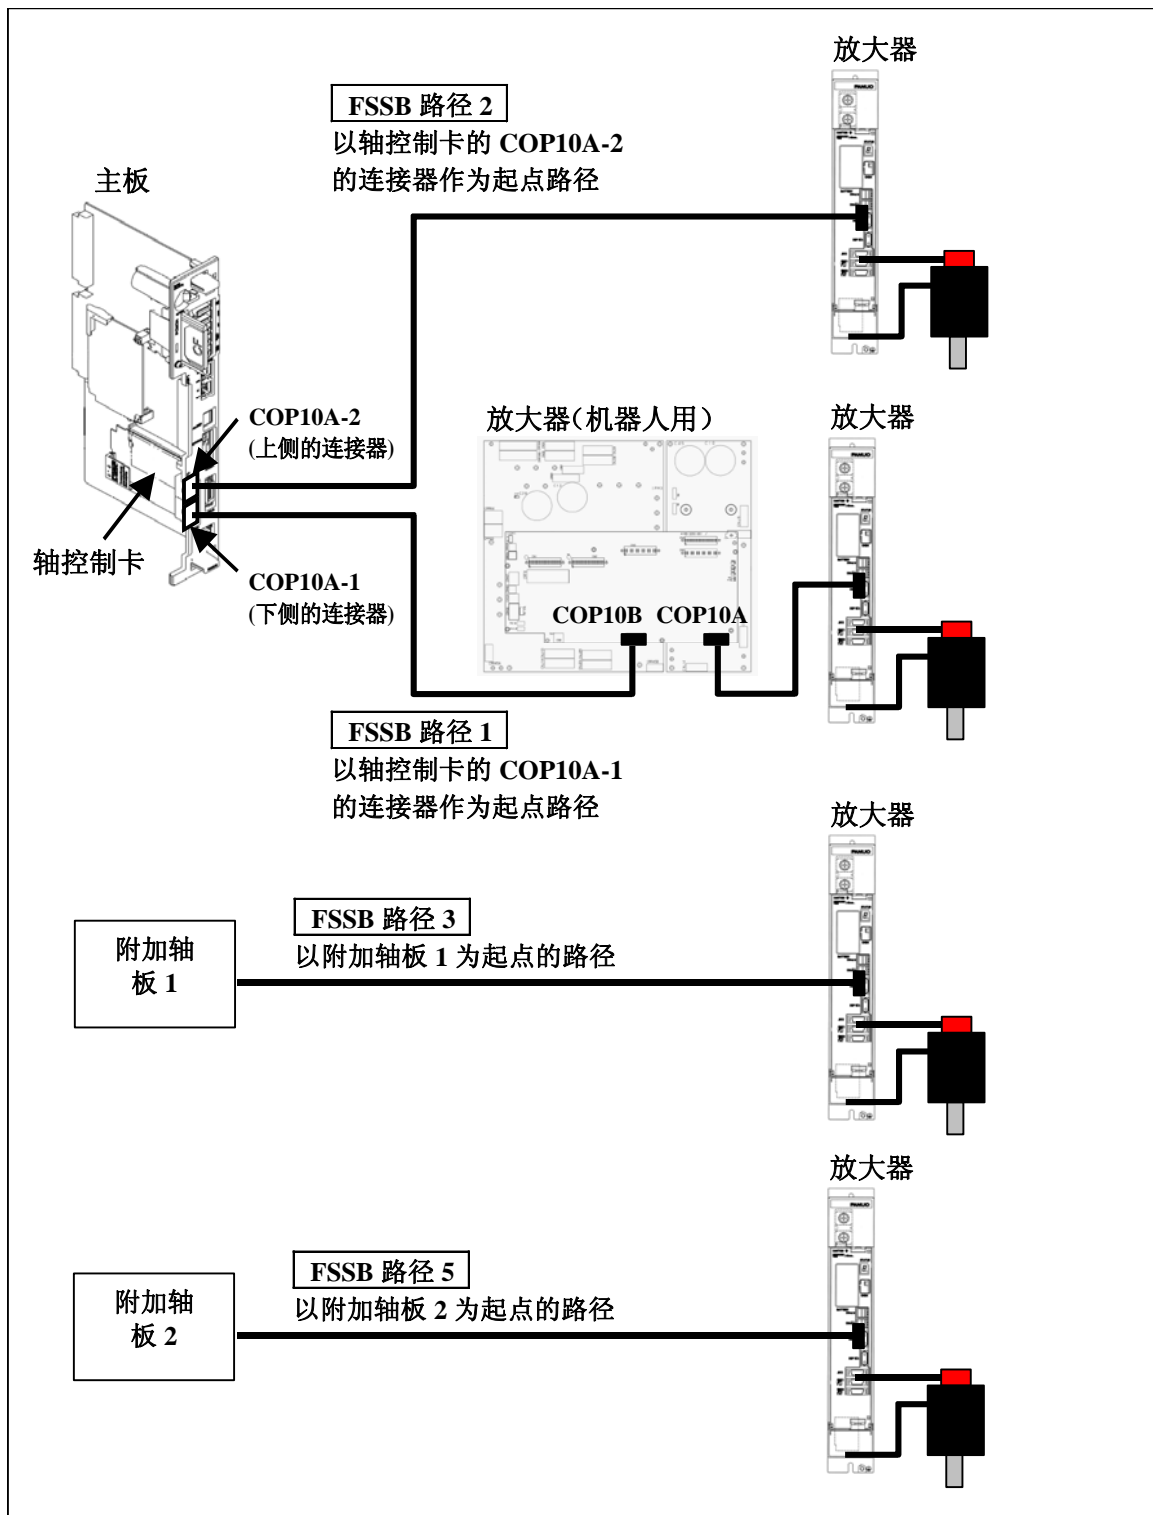 放大器
FSSB 路径 2
以轴控制卡的 COP10A-2
的连接器作为起点路径
主板
COP10A-2
(上侧的连接器)
放大器(机器人用)
放大器
轴控制卡
COP10A-1
(下侧的连接器)
COP10B
COP10A
FSSB 路径 1
以轴控制卡的 COP10A-1
的连接器作为起点路径
放大器
FSSB 路径 3
附加轴
板 1
以附加轴板 1 为起点的路径
放大器
FSSB 路径 5
附加轴
板 2
以附加轴板 2 为起点的路径